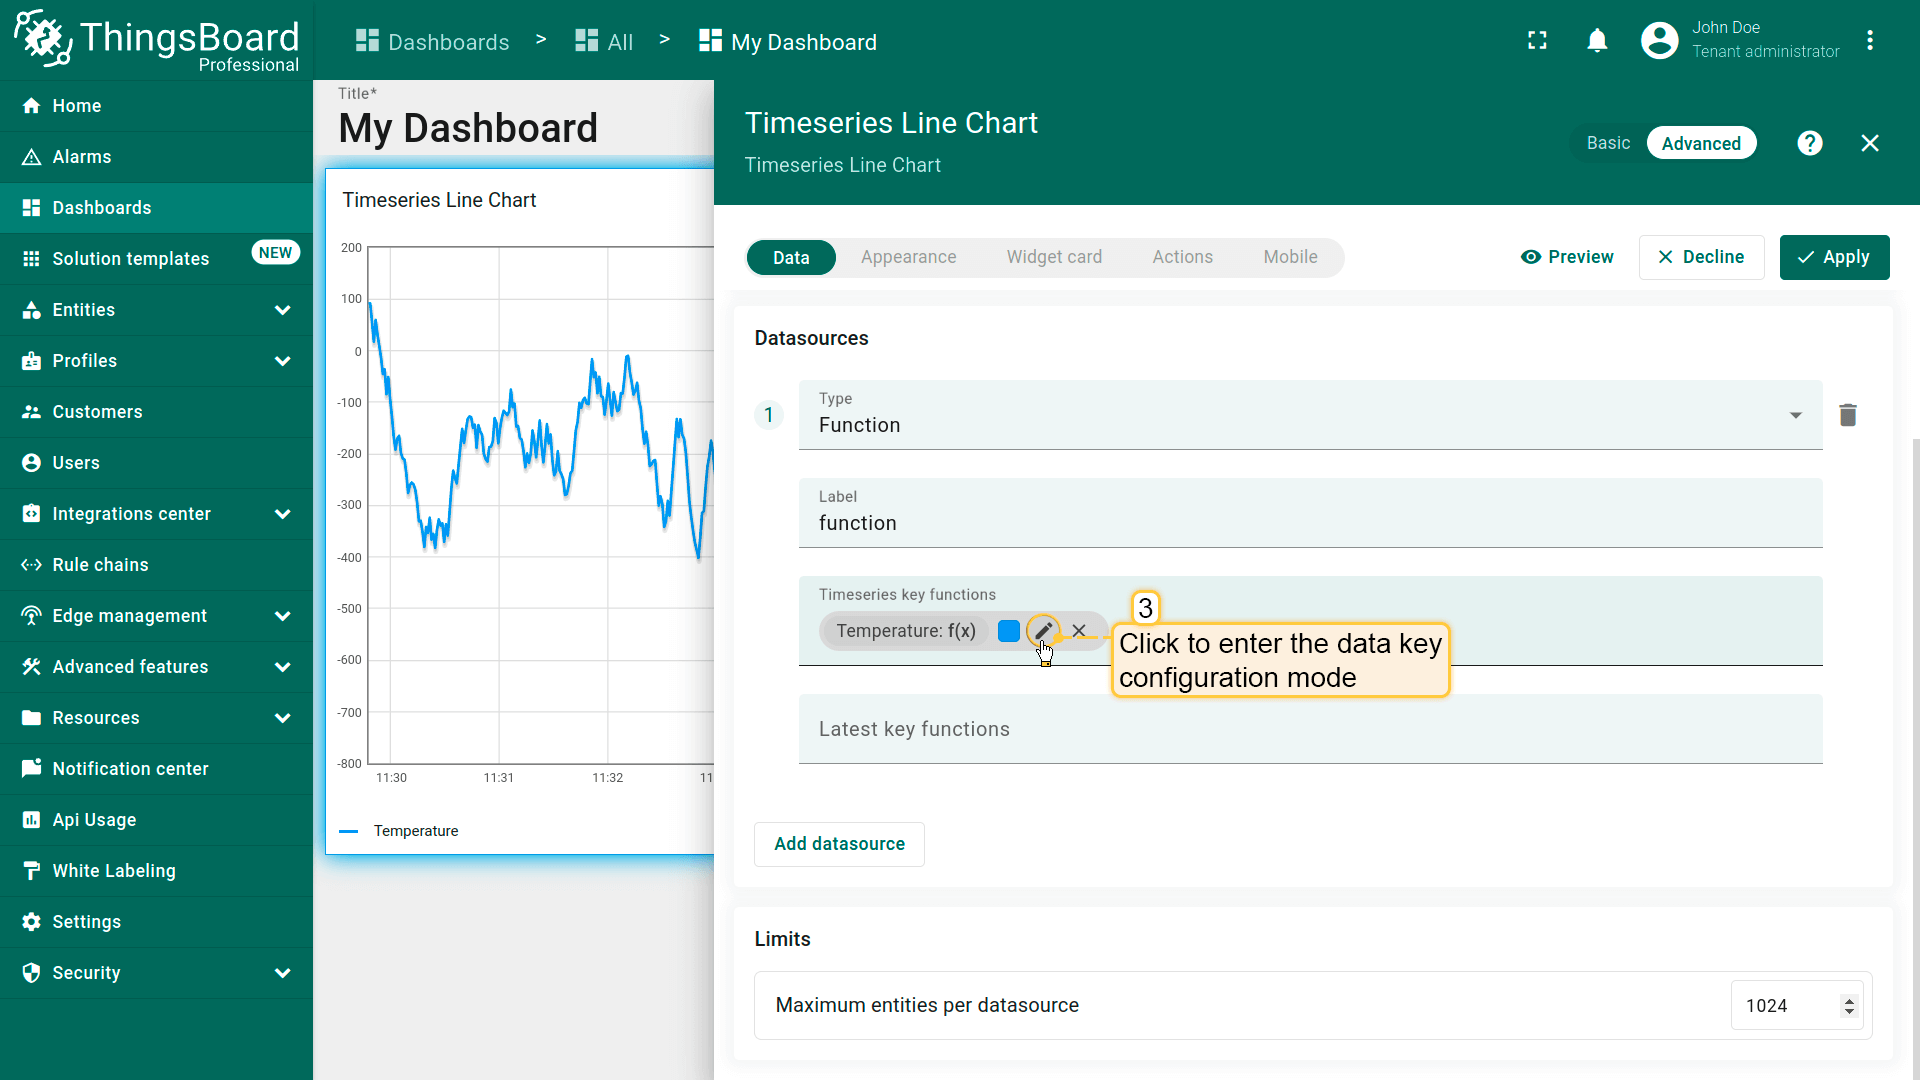 ThingsBoard
Professional
Dashboards > All > My Dashboard
John Doe
Tenant administrator
Home
Alarms
Dashboards
Solution templates NEW
Entities
Profiles
Customers
Users
Integrations center
Rule chains
Edge management
Advanced features
Resources
Notification center
Api Usage
White Labeling
Settings
Security
Title*
My Dashboard
Timeseries Line Chart
200
100
0
-100
-200
-300
-400
-500
-600
-700
-800
11:30 11:31 11:32 11
Temperature
Timeseries Line Chart
Timeseries Line Chart
Basic Advanced ?
Data Appearance Widget card Actions Mobile
Preview Decline Apply
Datasources
1
Type
Function
Label
function
Timeseries key functions
Temperature: f(x)
3
Click to enter the data key
configuration mode
Latest key functions
Add datasource
Limits
Maximum entities per datasource 1024